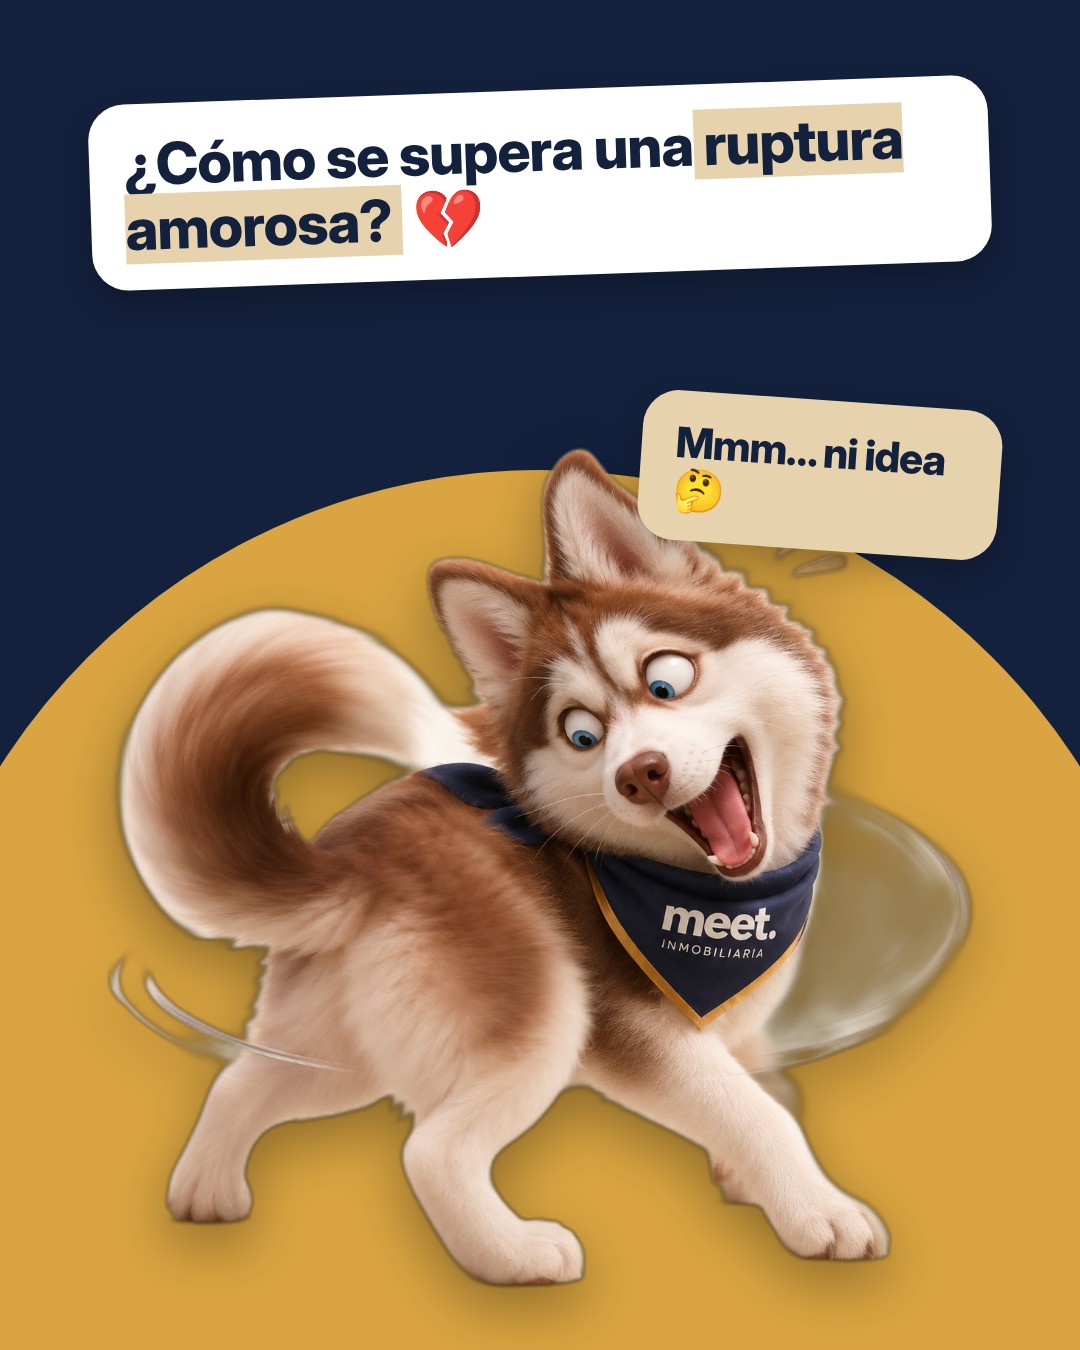 ¿Cómo se supera una ruptura
amorosa? 💔
Mmm... ni idea
🤔
meet.
INMOBILIARIA